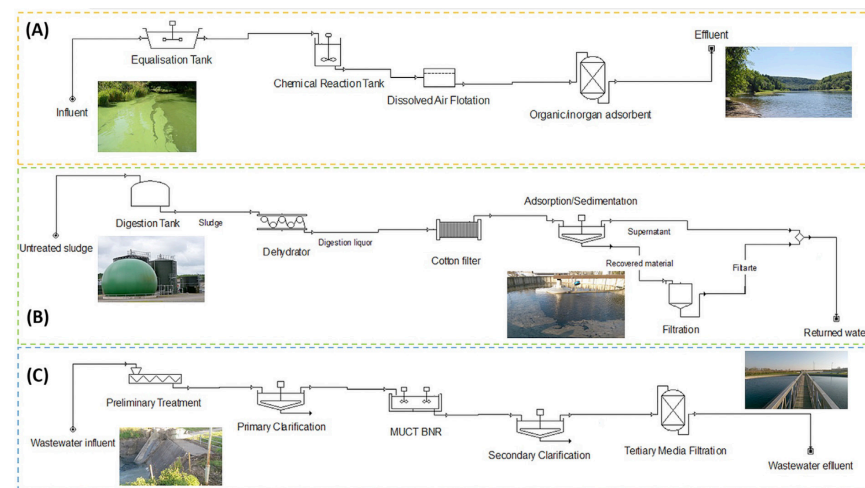 (A)
Equalisation Tank
Effluent
Chemical Reaction Tank
Dissolved Air Flotation
Organic/inorgan adsorbent
Influent
Adsorption/Sedimentation
Digestion Tank
Sludge
Supernatant
Untreated sludge
Dehydrator
Digestion liquor
Cotton filter
Recovered material
Filtarte
(B)
Filtration
Returned water
(C)
Preliminary Treatment
Primary Clarification
MUCT BNR
Wastewater influent
Secondary Clarification
Tertiary Media Filtration
Wastewater effluent